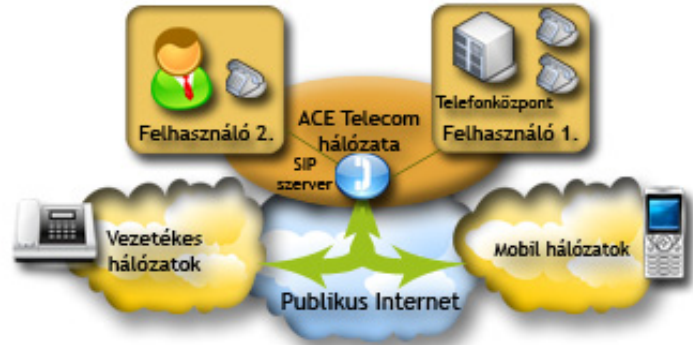 Felhasználó 2.
Telefonközpont
Felhasználó 1.
ACE Telecom
hálózata
SIP
szerver
Vezetékes
hálózatok
Mobil hálózatok
Publikus Internet